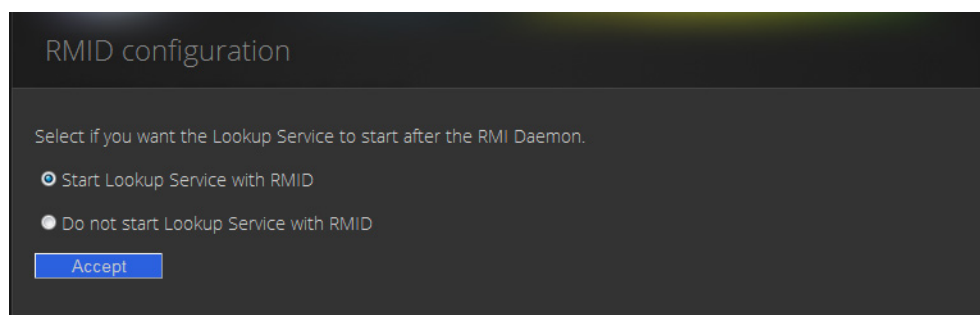 RMID configuration
Select if you want the Lookup Service to start after the RMI Daemon.
Start Lookup Service with RMID
Do not start Lookup Service with RMID
Accept